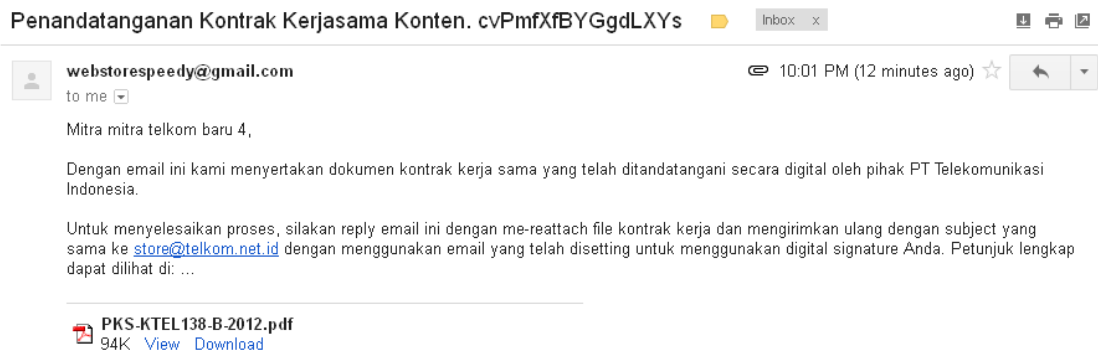 Penandatanganan Kontrak Kerjasama Konten. cvPmfXfBYGgdLXYs Inbox x
webstorespeedy@gmail.com 10:01 PM (12 minutes ago)
to me
Mitra mitra telkom baru 4,
Dengan email ini kami menyertakan dokumen kontrak kerja sama yang telah ditandatangani secara digital oleh pihak PT Telekomunikasi
Indonesia.
Untuk menyelesaikan proses, silakan reply email ini dengan me-reattach file kontrak kerja dan mengirimkan ulang dengan subject yang
sama ke store@telkom.net.id dengan menggunakan email yang telah disetting untuk menggunakan digital signature Anda. Petunjuk lengkap
dapat dilihat di: ...
PKS-KTEL138-B-2012.pdf
94K View Download